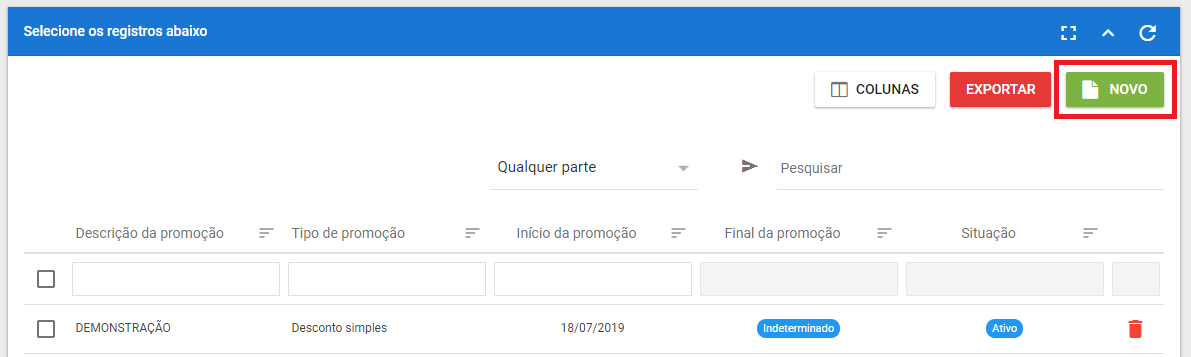 Selecione os registros abaixo
COLUNAS EXPORTAR NOVO
Qualquer parte Pesquisar
Descrição da promoção Tipo de promoção Início da promoção Final da promoção Situação
DEMONSTRAÇÃO Desconto simples 18/07/2019 Indeterminado Ativo